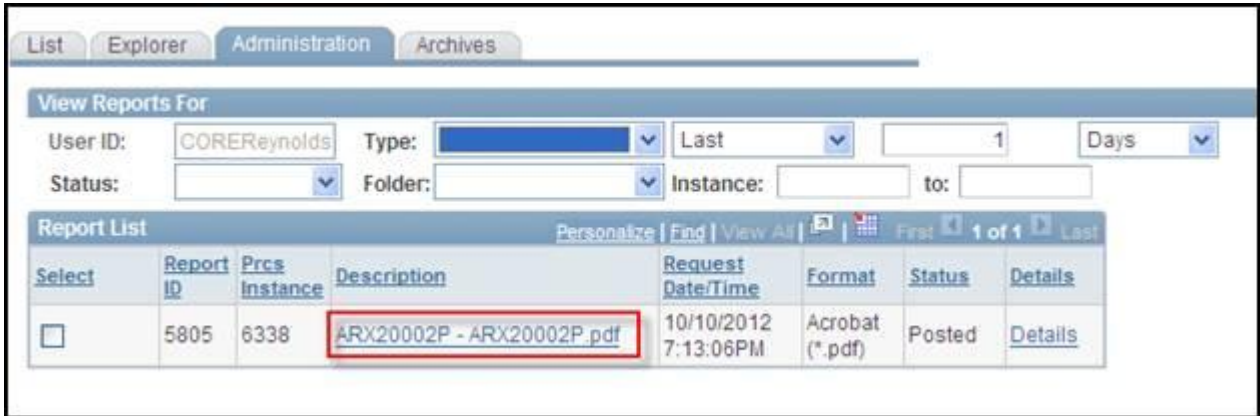 List Explorer Administration Archives
View Reports For
User ID: COREReynolds Type: Last 1 Days
Status: Folder: Instance: to:
Report List Personalize | Find | View All | | First 1 of 1 Last
Select Report ID Prcs Instance Description Request Date/Time Format Status Details
5805 6338 ARX20002P - ARX20002P.pdf 10/10/2012 7:13:06PM Acrobat (*.pdf) Posted Details